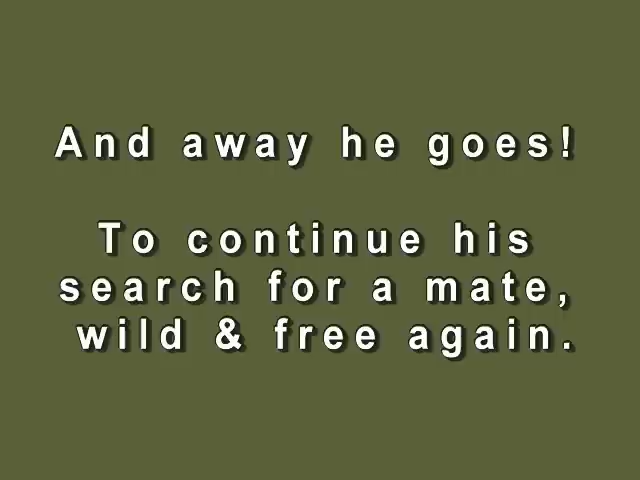 And away he goes!
To continue his
search for a mate,
wild & free again.